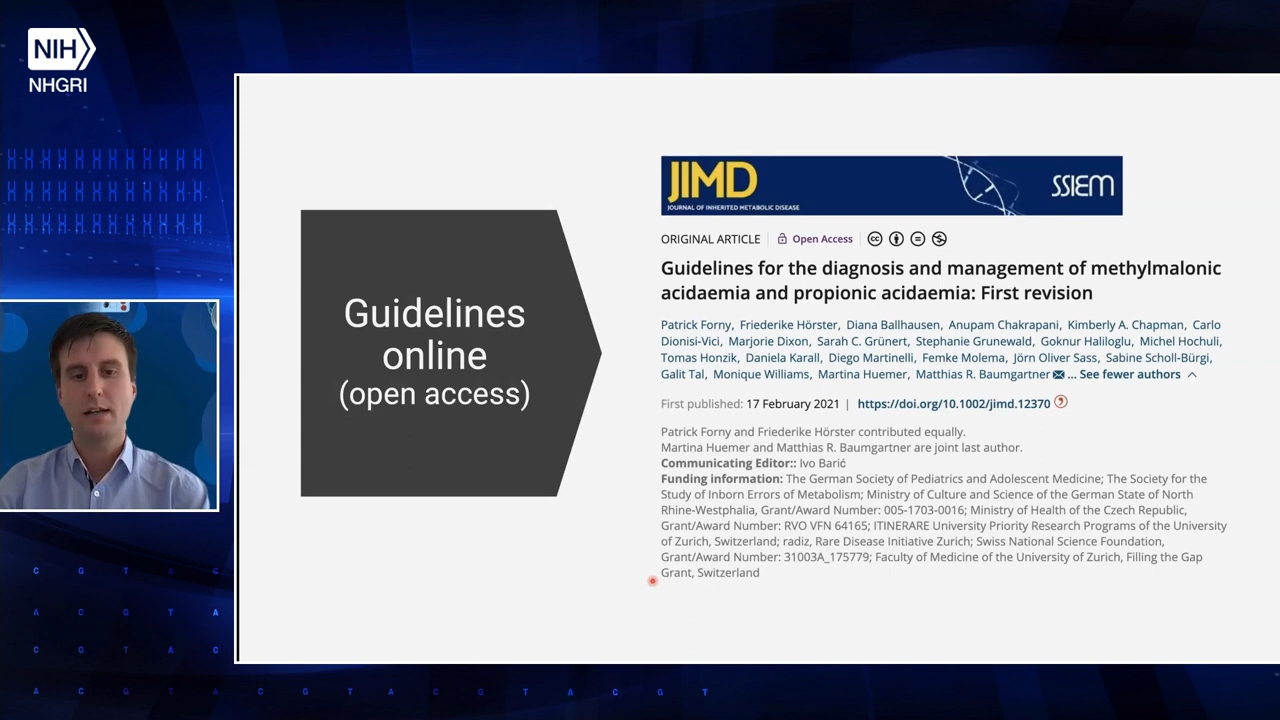 NIH
NHGRI
Guidelines
online
(open access)
JIMD
JOURNAL OF INHERITED METABOLIC DISEASE
SSIEM
ORIGINAL ARTICLE | Open Access
Guidelines for the diagnosis and management of methylmalonic
acidaemia and propionic acidaemia: First revision
Patrick Forny, Friederike Hörster, Diana Ballhausen, Anupam Chakrapani, Kimberly A. Chapman, Carlo
Dionisi-Vici, Marjorie Dixon, Sarah C. Grünert, Stephanie Grunewald, Goknur Haliloglu, Michel Hochuli,
Tomas Honzik, Daniela Karall, Diego Martinelli, Femke Molema, Jörn Oliver Sass, Sabine Scholl-Bürgi,
Galit Tal, Monique Williams, Martina Huemer, Matthias R. Baumgartner ... See fewer authors
First published: 17 February 2021 | https://doi.org/10.1002/jimd.12370
Patrick Forny and Friederike Hörster contributed equally.
Martina Huemer and Matthias R. Baumgartner are joint last author.
Communicating Editor:: Ivo Barić
Funding information: The German Society of Pediatrics and Adolescent Medicine; The Society for the
Study of Inborn Errors of Metabolism; Ministry of Culture and Science of the German State of North
Rhine-Westphalia, Grant/Award Number: 005-1703-0016; Ministry of Health of the Czech Republic,
Grant/Award Number: RVO VFN 64165; ITINERARE University Priority Research Programs of the University
of Zurich, Switzerland; radiz, Rare Disease Initiative Zurich; Swiss National Science Foundation,
Grant/Award Number: 31003A_175779; Faculty of Medicine of the University of Zurich, Filling the Gap
Grant, Switzerland
C G T A C
A C G T A
C G T A C
A C G T A C G T A C G T A C G T